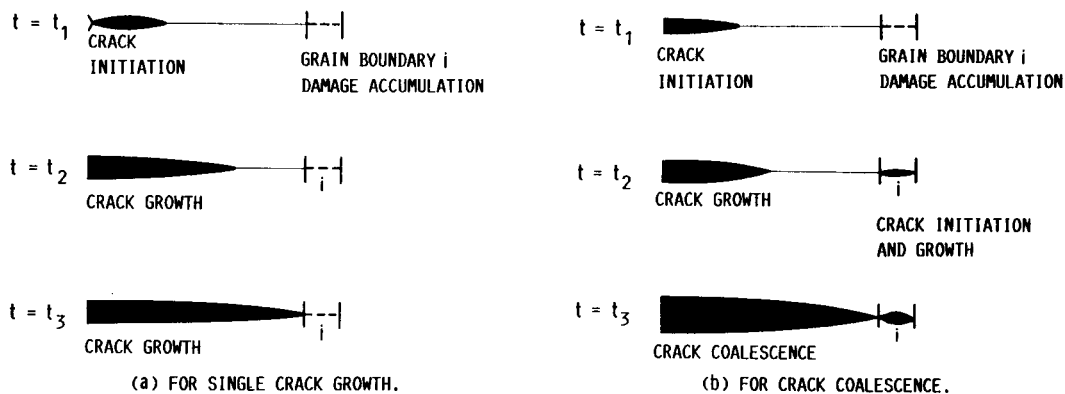 t = t1
CRACK
INITIATION
GRAIN BOUNDARY i
DAMAGE ACCUMULATION
t = t2
i
CRACK GROWTH
t = t3
i
CRACK GROWTH
(a) FOR SINGLE CRACK GROWTH.
t = t1
CRACK
INITIATION
GRAIN BOUNDARY i
DAMAGE ACCUMULATION
t = t2
i
CRACK GROWTH
CRACK INITIATION
AND GROWTH
t = t3
i
CRACK COALESCENCE
(b) FOR CRACK COALESCENCE.